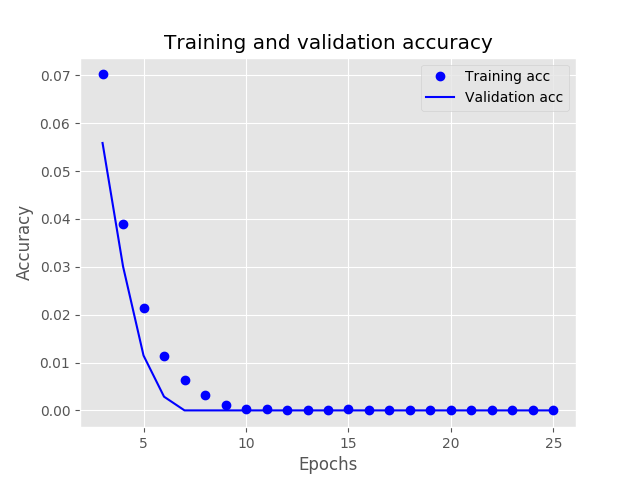 Training and validation accuracy
Training acc
Validation acc
0.07
0.06
0.05
0.04
0.03
0.02
0.01
0.00
Accuracy
5 10 15 20 25
Epochs